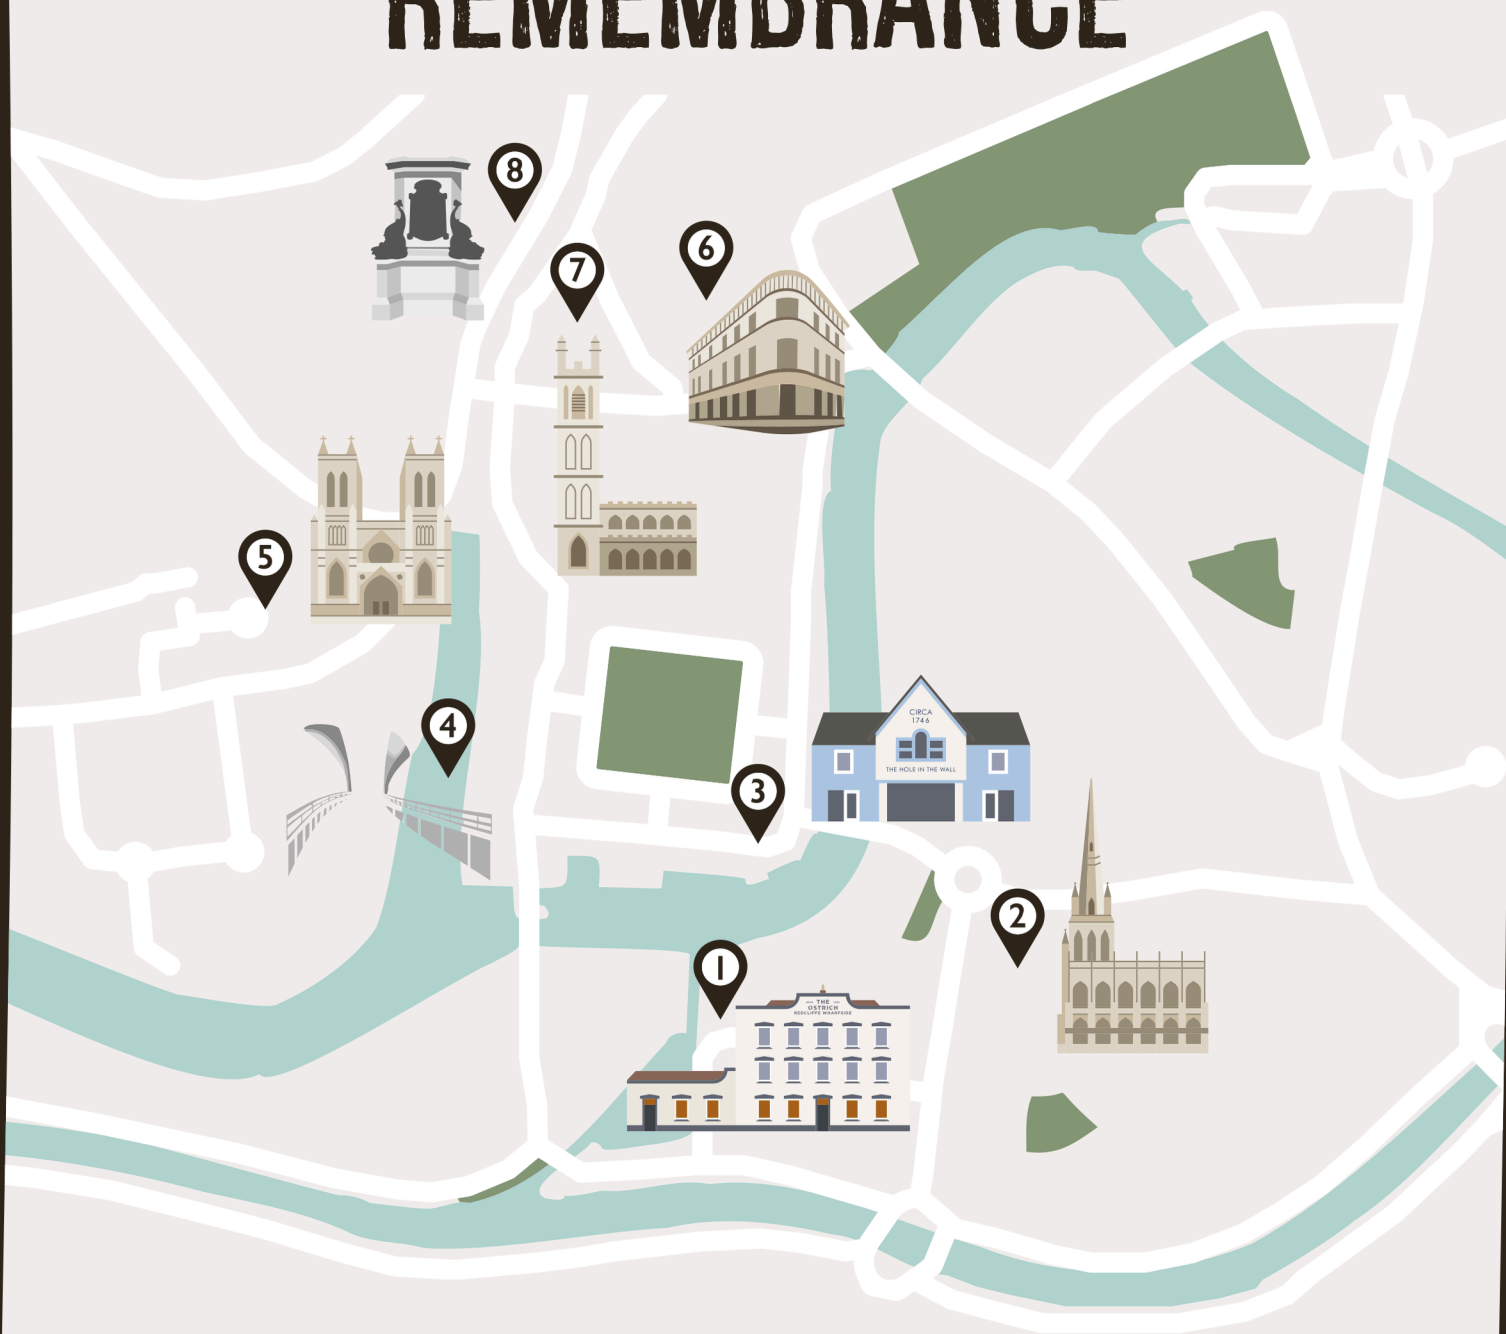 REMEMBRANCE
8
6
7
5
CIRCA
1746
THE HOLE IN THE WALL
4
3
2
1
THE
OSTRICH
REDCLIFFE WHARFSIDE